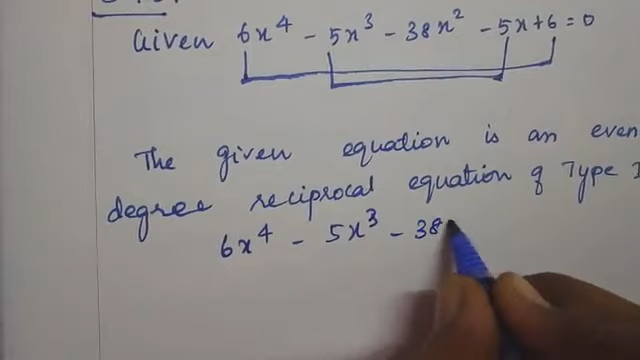 Given 6x⁴ - 5x³ - 38x² - 5x + 6 = 0
The given equation is an even
degree reciprocal equation of Type I
6x⁴ - 5x³ - 38